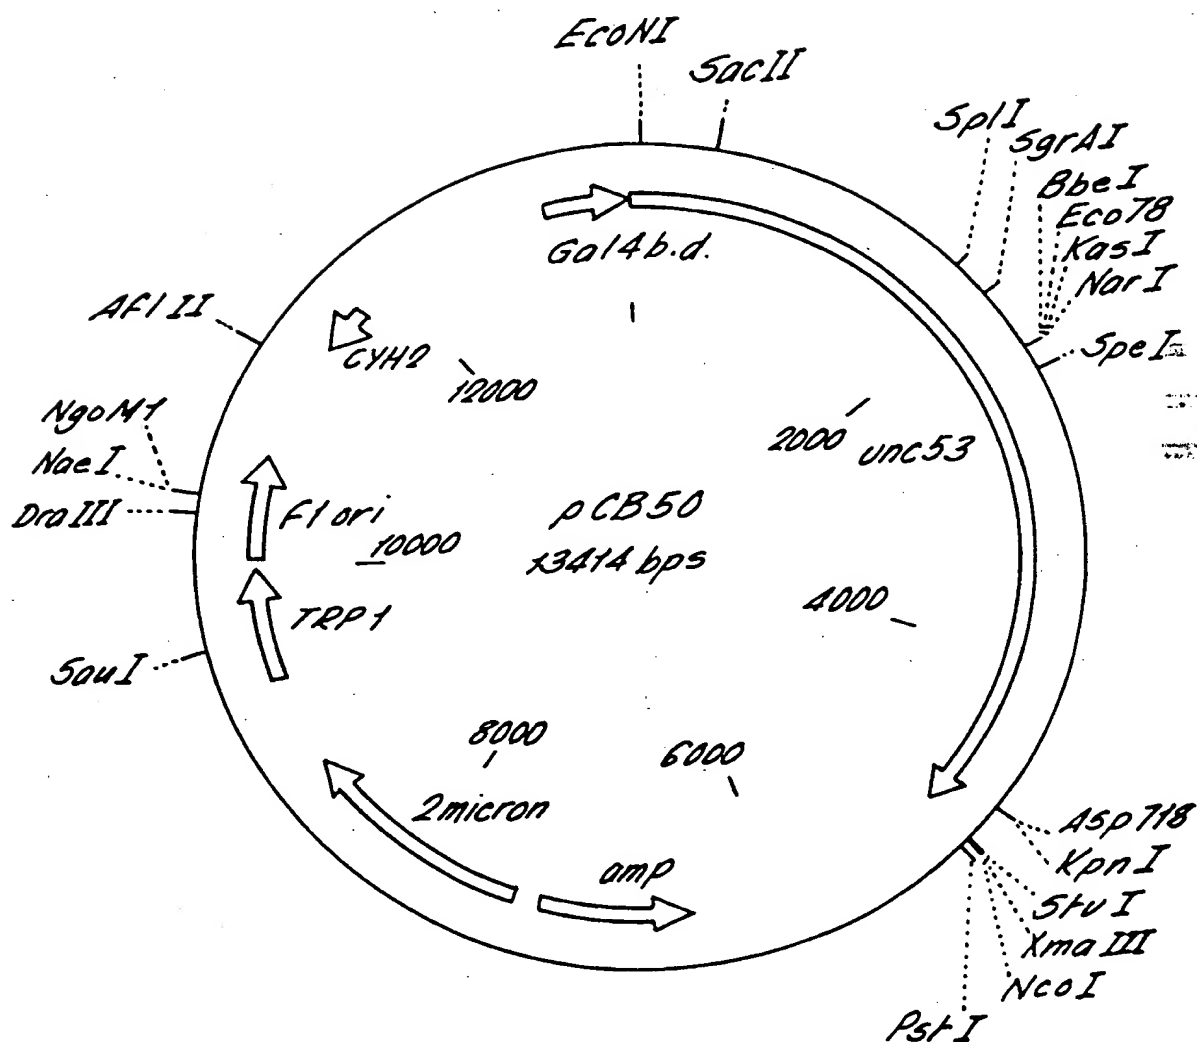 EcoNI
SacII
SplI
SgrAI
BbeI
Eco78
KasI
NarI
SpeI
Gal4b.d.
AflII
CYH2
12000
NgoM1
NaeI
DraIII
2000
unc53
F1 ori
10000
pCB50
13414 bps
4000
TRP1
SauI
8000
6000
2micron
amp
Asp718
KpnI
StuI
XmaIII
NcoI
PstI